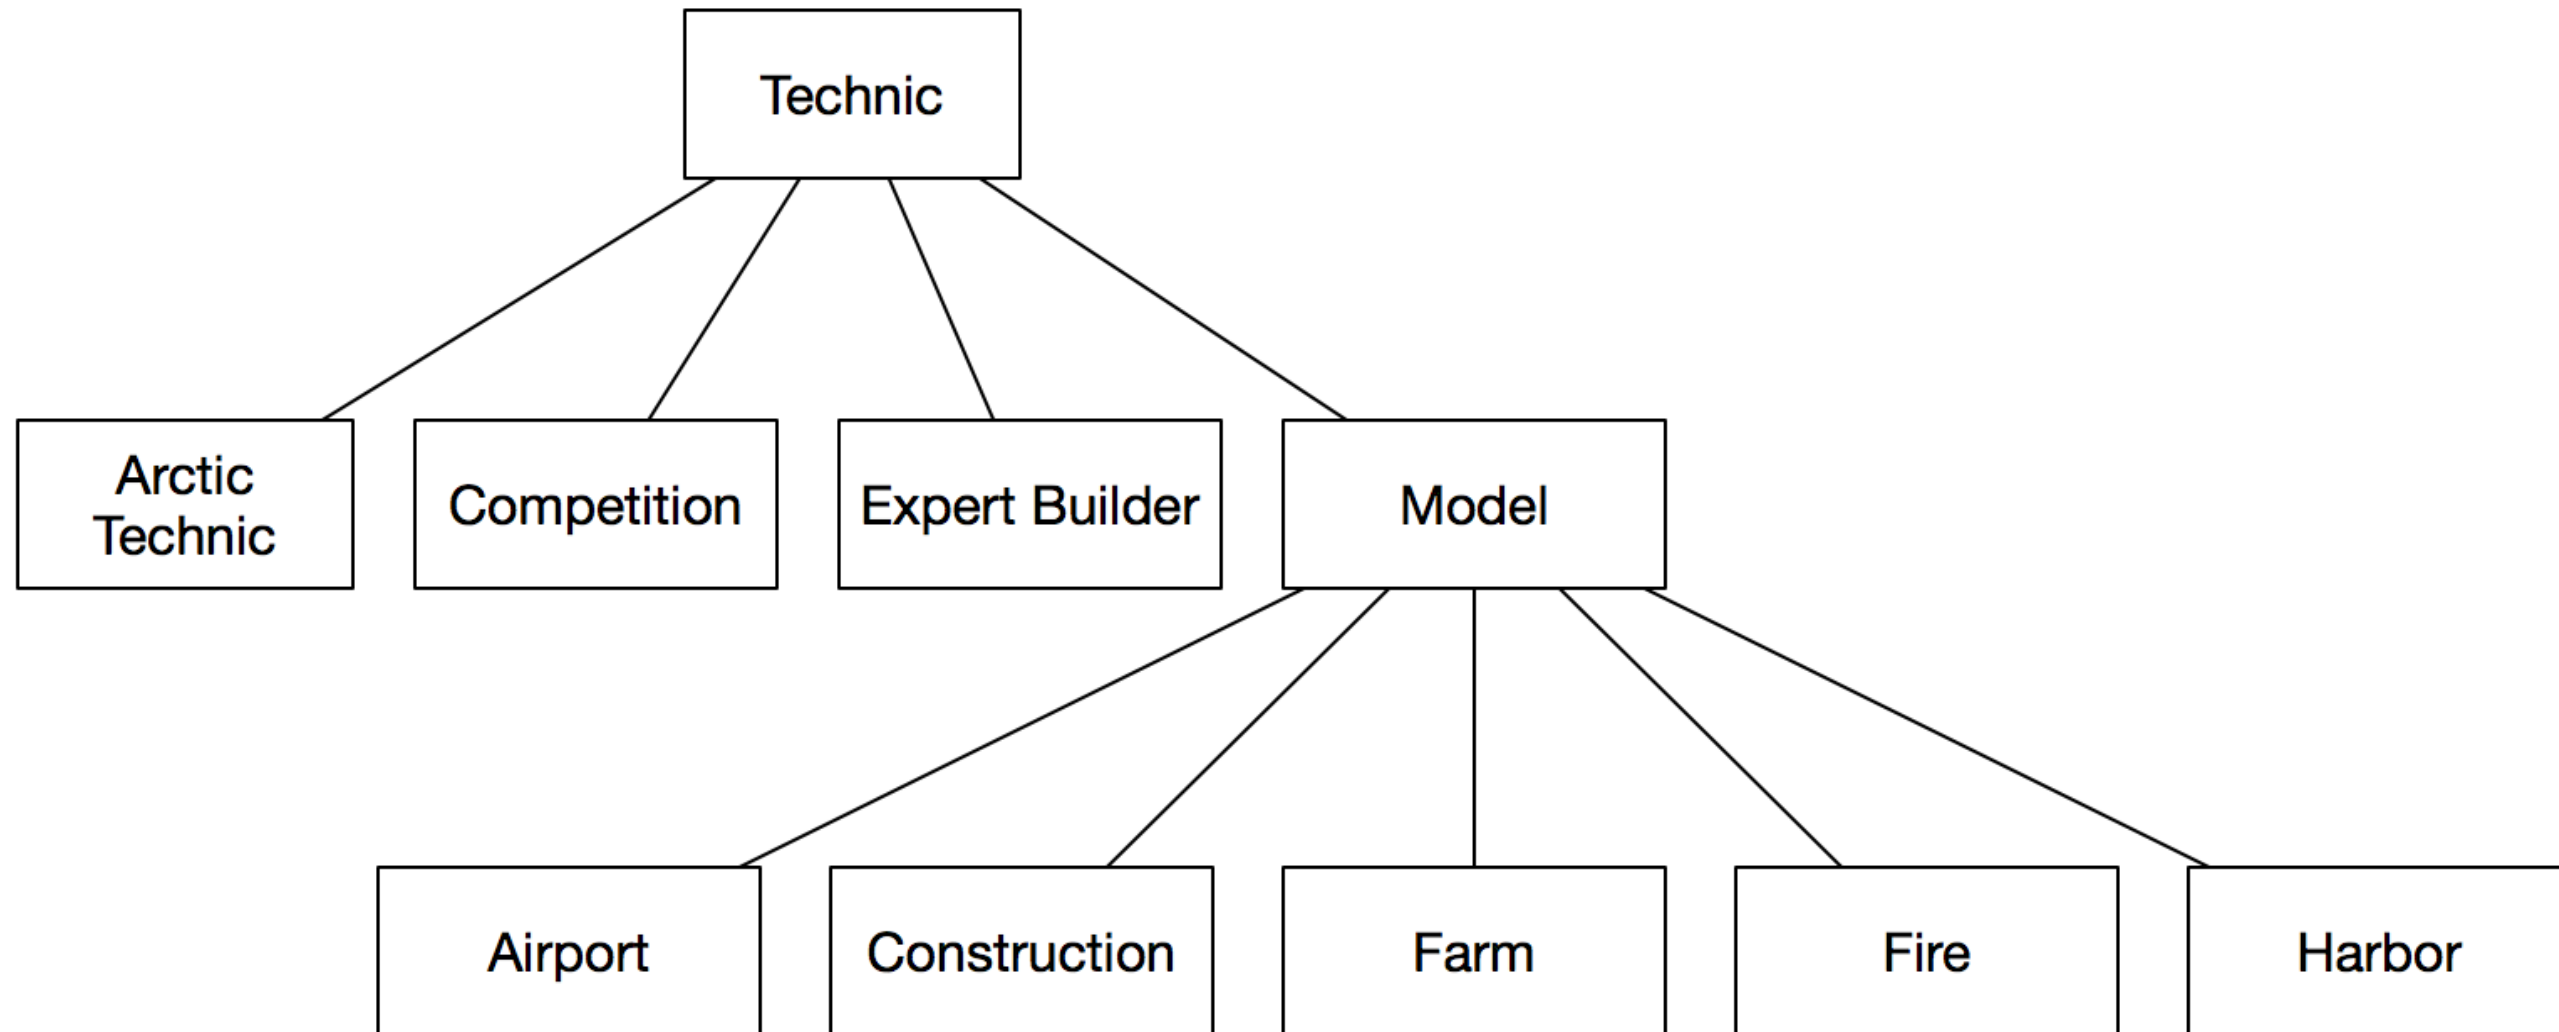 Technic
Arctic
Technic
Competition
Expert Builder
Model
Airport
Construction
Farm
Fire
Harbor